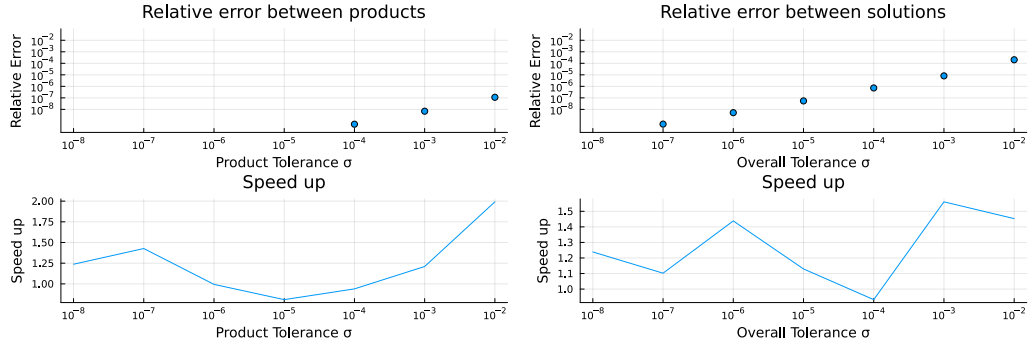 Relative error between products
Relative Error
10⁻²
10⁻³
10⁻⁴
10⁻⁵
10⁻⁶
10⁻⁷
10⁻⁸
10⁻⁸ 10⁻⁷ 10⁻⁶ 10⁻⁵ 10⁻⁴ 10⁻³ 10⁻²
Product Tolerance σ
Relative error between solutions
Relative Error
10⁻²
10⁻³
10⁻⁴
10⁻⁵
10⁻⁶
10⁻⁷
10⁻⁸
10⁻⁸ 10⁻⁷ 10⁻⁶ 10⁻⁵ 10⁻⁴ 10⁻³ 10⁻²
Overall Tolerance σ
Speed up
Speed up
2.00
1.50
1.25
1.00
10⁻⁸ 10⁻⁷ 10⁻⁶ 10⁻⁵ 10⁻⁴ 10⁻³ 10⁻²
Product Tolerance σ
Speed up
Speed up
1.5
1.4
1.3
1.2
1.1
1.0
10⁻⁸ 10⁻⁷ 10⁻⁶ 10⁻⁵ 10⁻⁴ 10⁻³ 10⁻²
Overall Tolerance σ